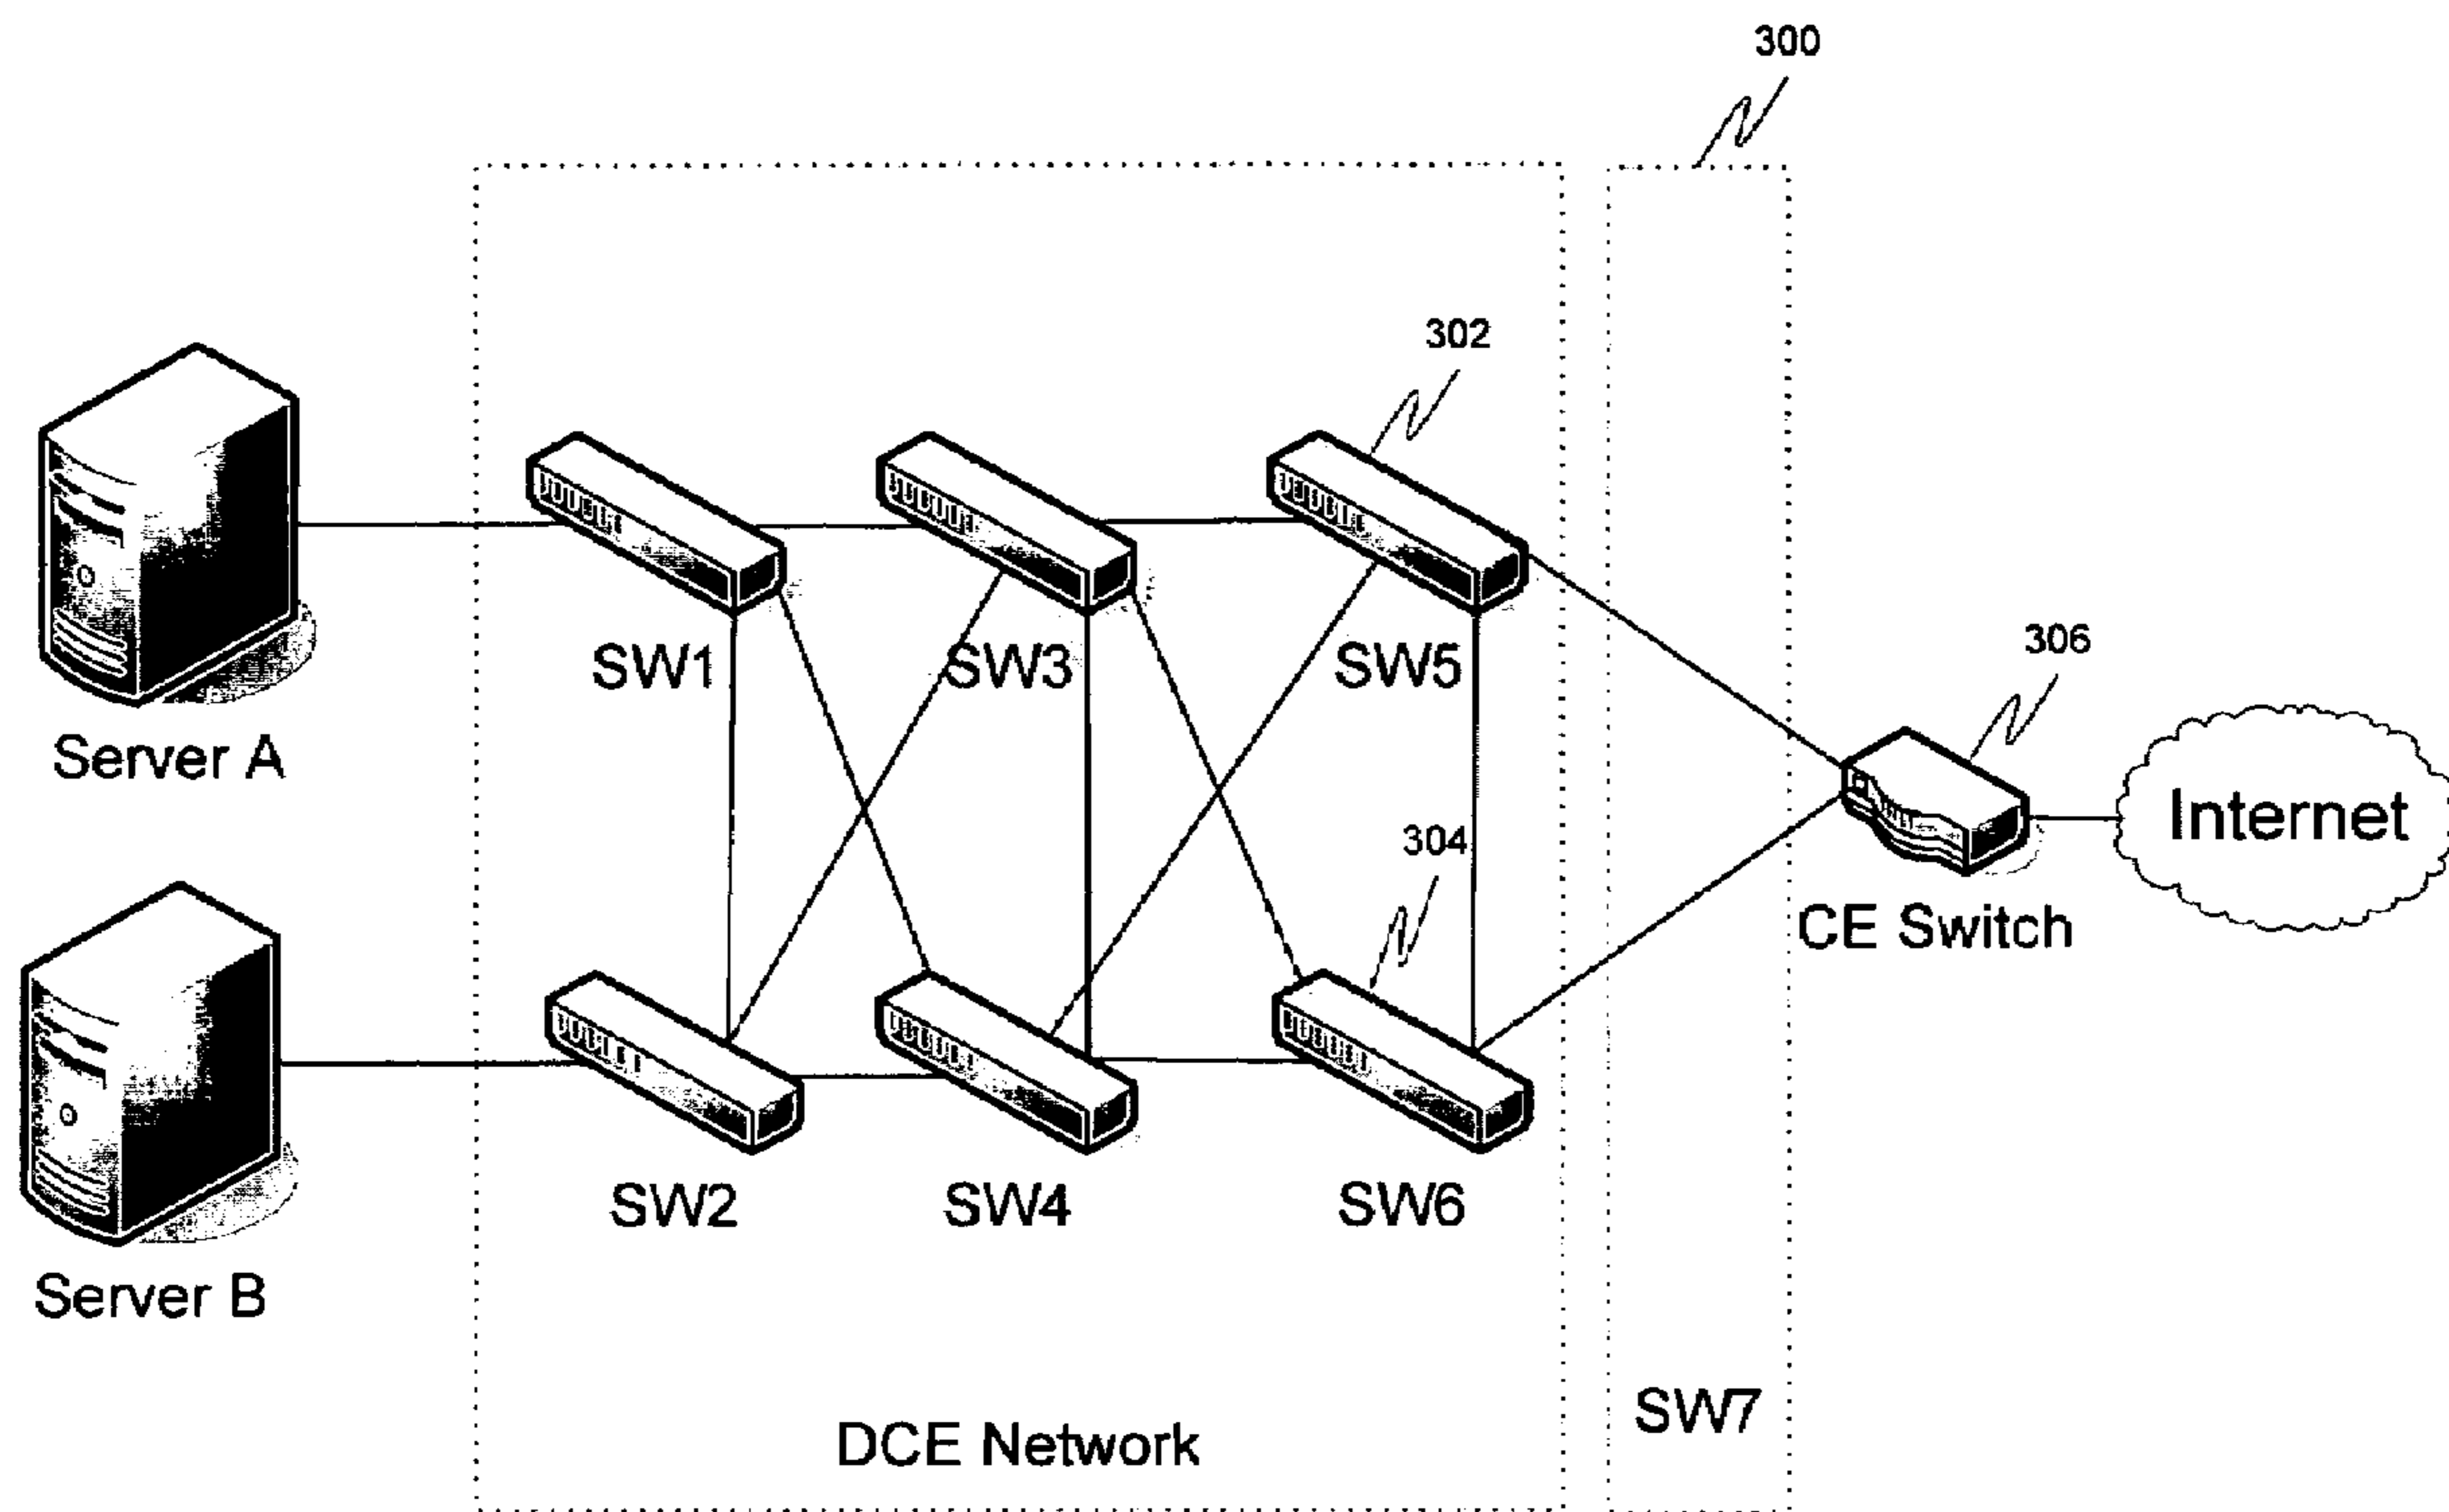 300
302
SW1
SW3
SW5
306
Server A
Internet
304
CE Switch
SW2
SW4
SW6
Server B
SW7
DCE Network